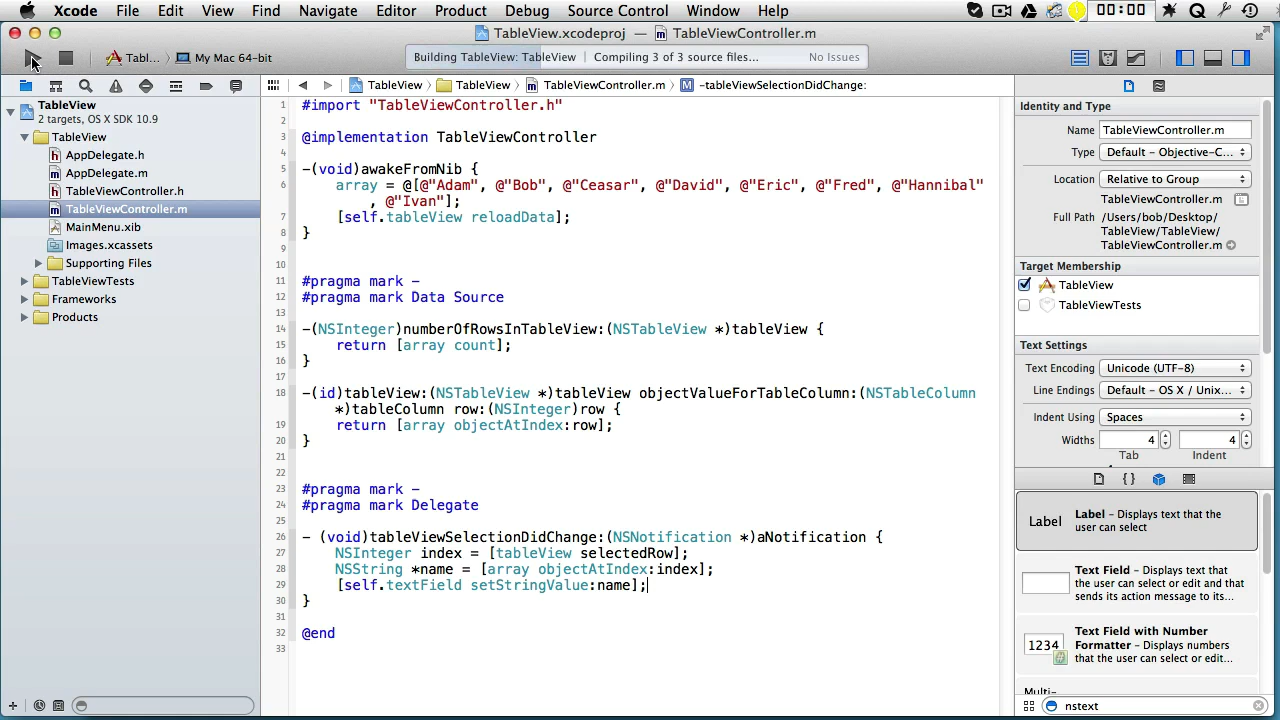 Xcode File Edit View Find Navigate Editor Product Debug Source Control Window Help 00:00
TableView.xcodeproj — TableViewController.m
Tabl... My Mac 64-bit
Building TableView: TableView Compiling 3 of 3 source files... No Issues
TableView TableView TableViewController.m M -tableViewSelectionDidChange:
TableView
2 targets, OS X SDK 10.9
TableView
h AppDelegate.h
m AppDelegate.m
h TableViewController.h
m TableViewController.m
MainMenu.xib
Images.xcassets
Supporting Files
TableViewTests
Frameworks
Products
1 #import "TableViewController.h"
2
3 @implementation TableViewController
4
5 -(void)awakeFromNib {
6 array = @[@"Adam", @"Bob", @"Ceasar", @"David", @"Eric", @"Fred", @"Hannibal"
, @"Ivan"];
7 [self.tableView reloadData];
8 }
9
10
11 #pragma mark -
12 #pragma mark Data Source
13
14 -(NSInteger)numberOfRowsInTableView:(NSTableView *)tableView {
15 return [array count];
16 }
17
18 -(id)tableView:(NSTableView *)tableView objectValueForTableColumn:(NSTableColumn
*)tableColumn row:(NSInteger)row {
19 return [array objectAtIndex:row];
20 }
21
22
23 #pragma mark -
24 #pragma mark Delegate
25
26 - (void)tableViewSelectionDidChange:(NSNotification *)aNotification {
27 NSInteger index = [tableView selectedRow];
28 NSString *name = [array objectAtIndex:index];
29 [self.textField setStringValue:name];
30 }
31
32 @end
33
Identity and Type
Name TableViewController.m
Type Default - Objective-C...
Location Relative to Group
TableViewController.m
Full Path /Users/bob/Desktop/
TableView/TableView/
TableViewController.m
Target Membership
TableView
TableViewTests
Text Settings
Text Encoding Unicode (UTF-8)
Line Endings Default - OS X / Unix...
Indent Using Spaces
Widths 4 4
Tab Indent
{ }
Label
Label - Displays text that the
user can select
Text Field - Displays text that
the user can select or edit and that
sends its action message to its...
1234
Text Field with Number
Formatter - Displays numbers
that the user can select or edit...
nstext